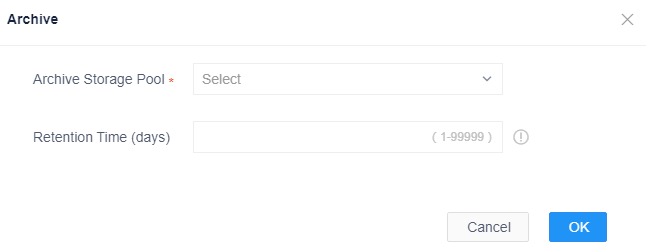 Archive
Archive Storage Pool *
Select
Retention Time (days)
( 1-99999 )
Cancel
OK